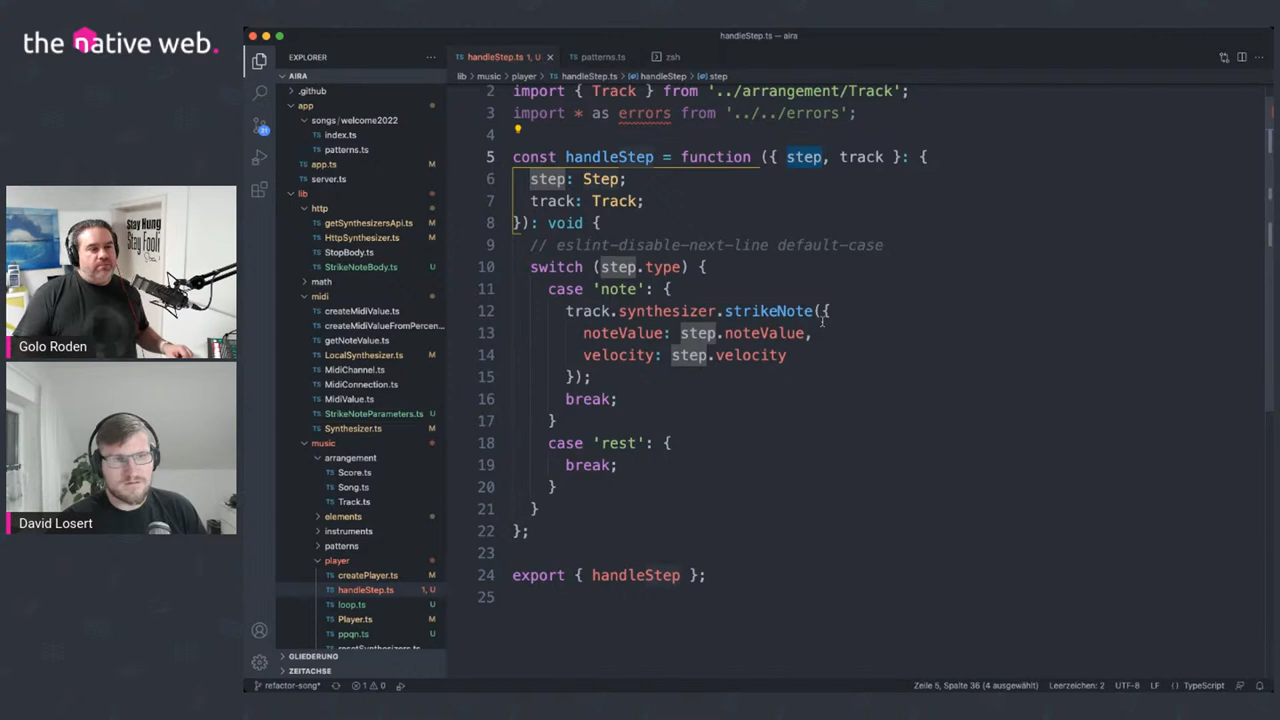 the native web.
handleStep.ts — aira
EXPLORER
handleStep.ts 1, U
patterns.ts
zsh
AIRA
lib
music
player
handleStep.ts
handleStep
step
.github
app
songs/welcome2022
index.ts
patterns.ts
app.ts
M
server.ts
lib
http
getSynthesizersApi.ts
M
HttpSynthesizer.ts
M
StopBody.ts
StrikeNoteBody.ts
U
math
midi
createMidiValue.ts
createMidiValueFromPercen...
getNoteValue.ts
LocalSynthesizer.ts
M
MidiChannel.ts
MidiConnection.ts
MidiValue.ts
StrikeNoteParameters.ts
U
Synthesizer.ts
M
music
arrangement
Score.ts
Song.ts
Track.ts
elements
instruments
patterns
player
createPlayer.ts
M
handleStep.ts
1, U
loop.ts
U
Player.ts
M
ppqn.ts
U
GLIEDERUNG
ZEITACHSE
2 import { Track } from '../arrangement/Track';
3 import * as errors from '../../errors';
4
5 const handleStep = function ({ step, track }: {
6 step: Step;
7 track: Track;
8 }): void {
9 // eslint-disable-next-line default-case
10 switch (step.type) {
11 case 'note': {
12 track.synthesizer.strikeNote({
13 noteValue: step.noteValue,
14 velocity: step.velocity
15 });
16 break;
17 }
18 case 'rest': {
19 break;
20 }
21 }
22 };
23
24 export { handleStep };
25
Golo Roden
David Losert
refactor-song*
1 0
Zeile 5, Spalte 36 (4 ausgewählt)
Leerzeichen: 2
UTF-8
LF
{ } TypeScript